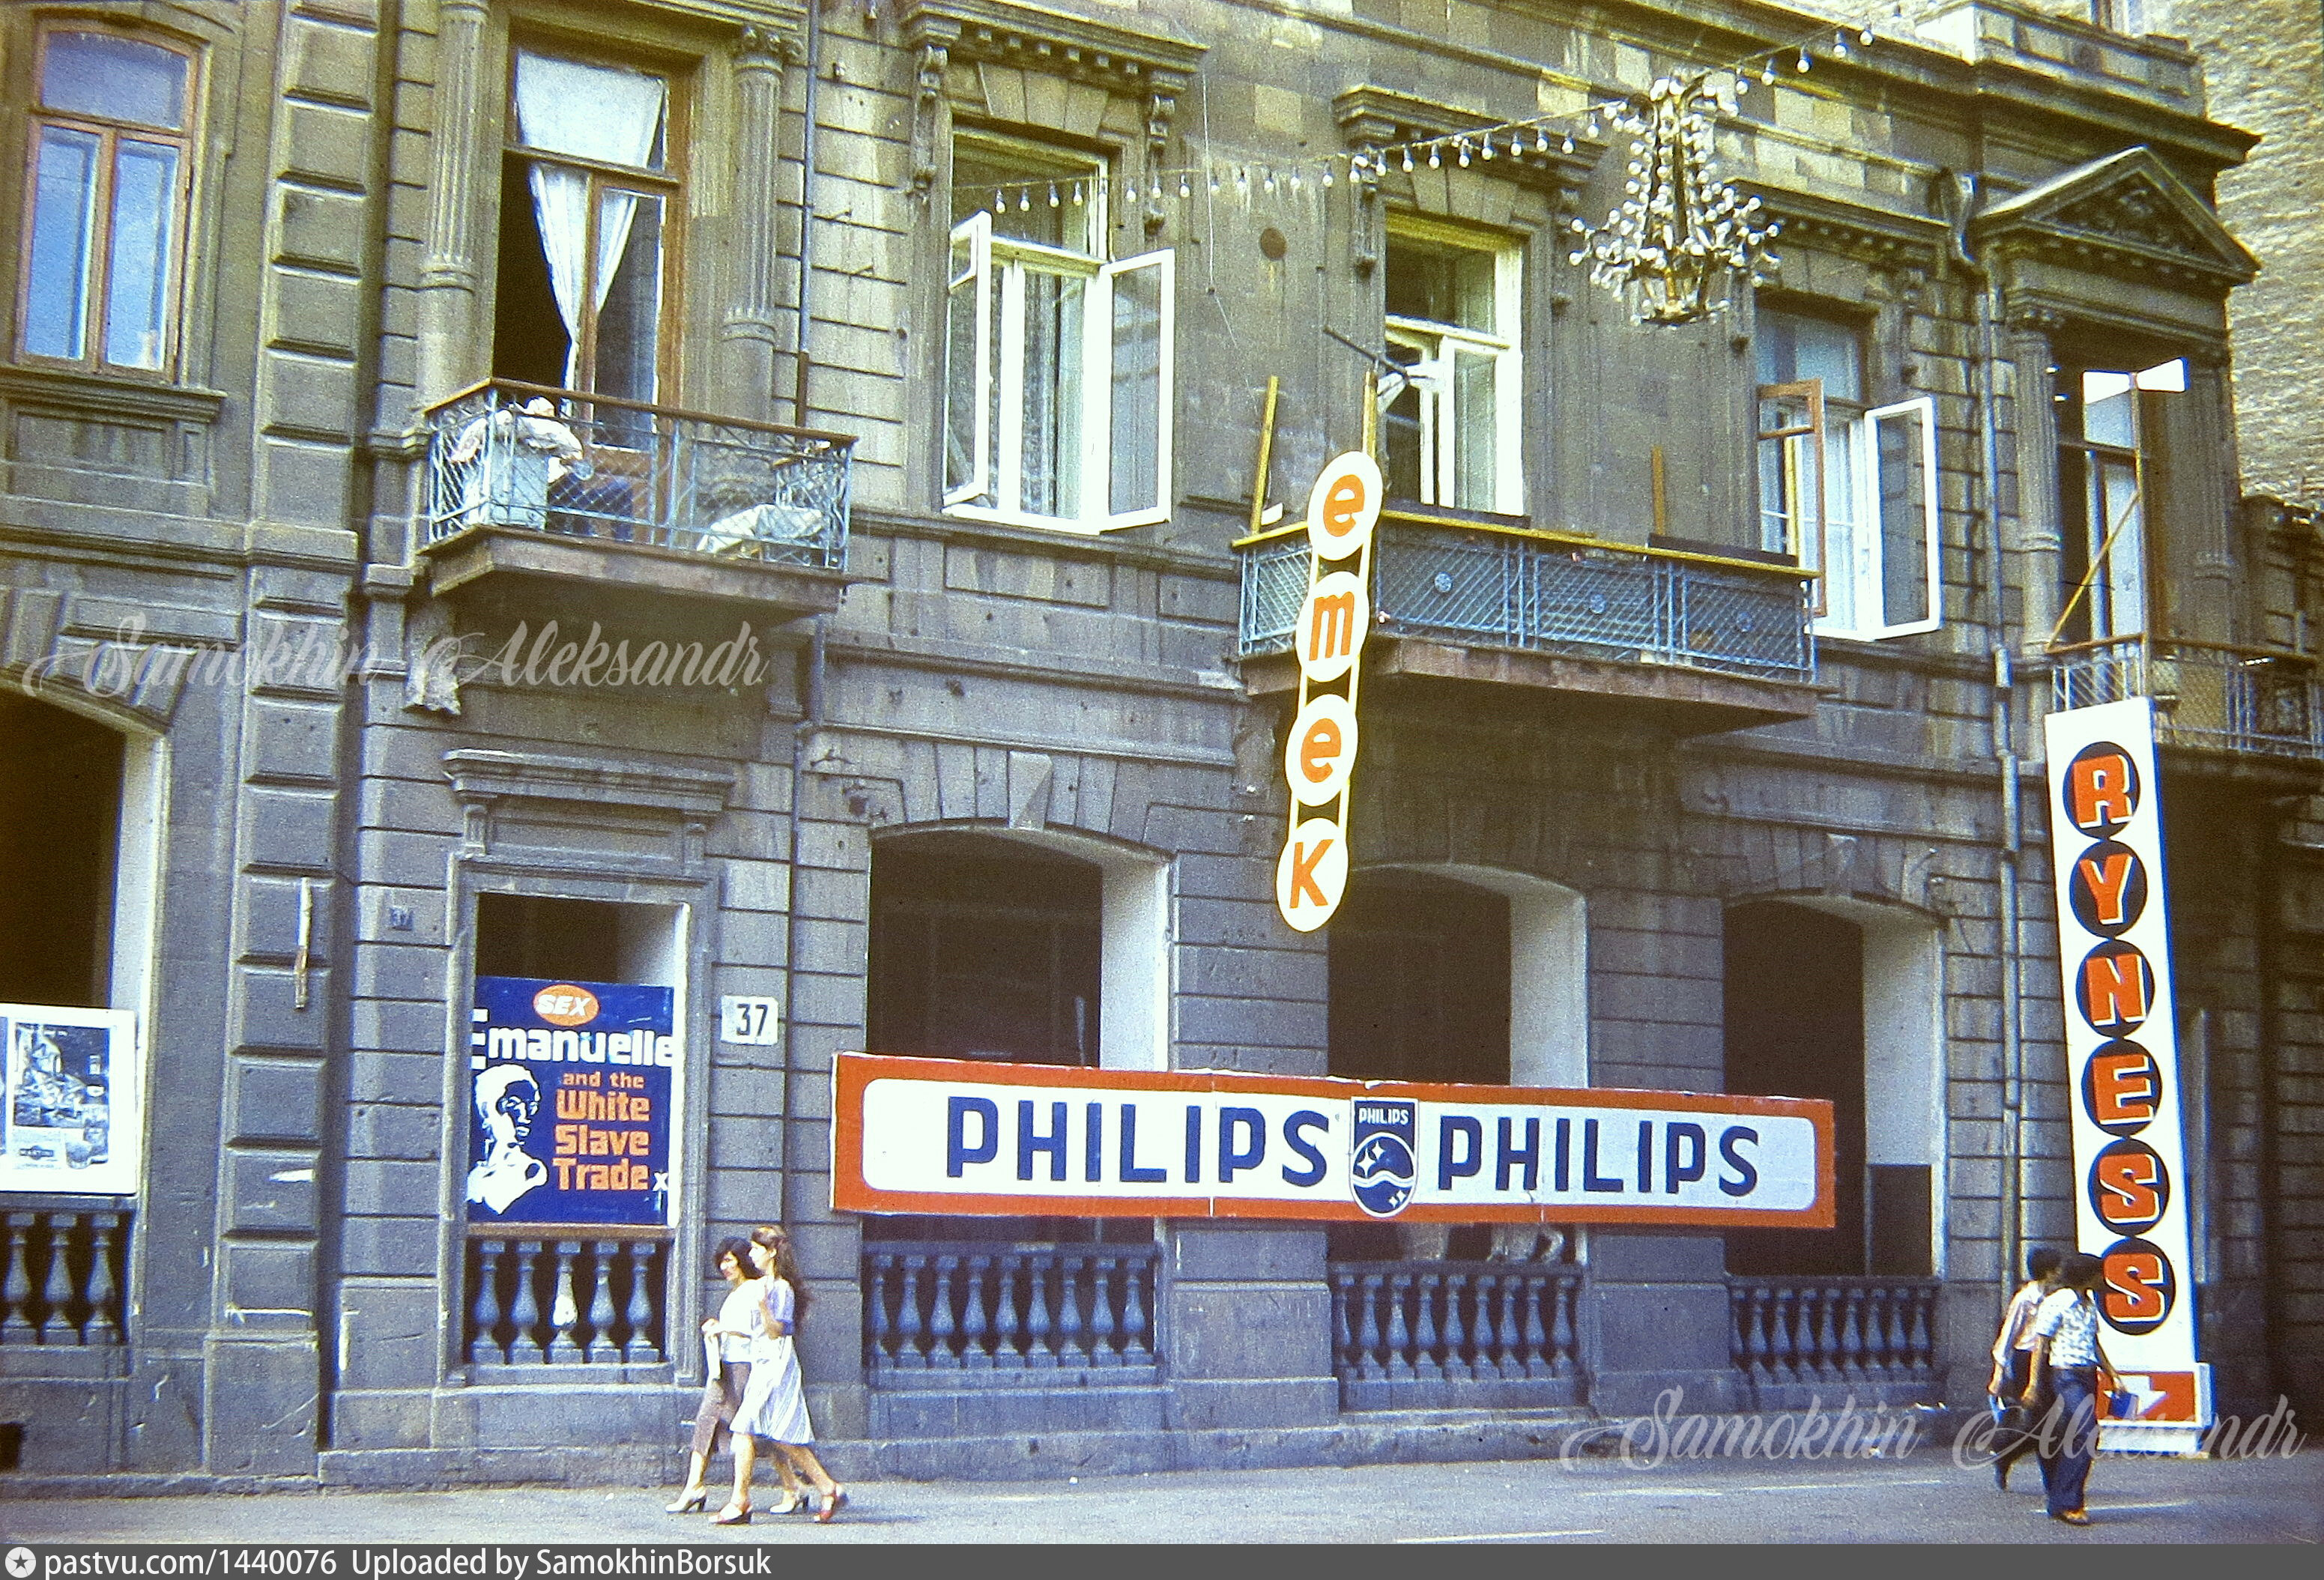 emek
RYNESS
Samokhin Aleksandr
37
SEX
Emanuelle
and the
White
Slave
Trade x
37
PHILIPS PHILIPS PHILIPS
Samokhin Aleksandr
pastvu.com/1440076 Uploaded by SamokhinBorsuk